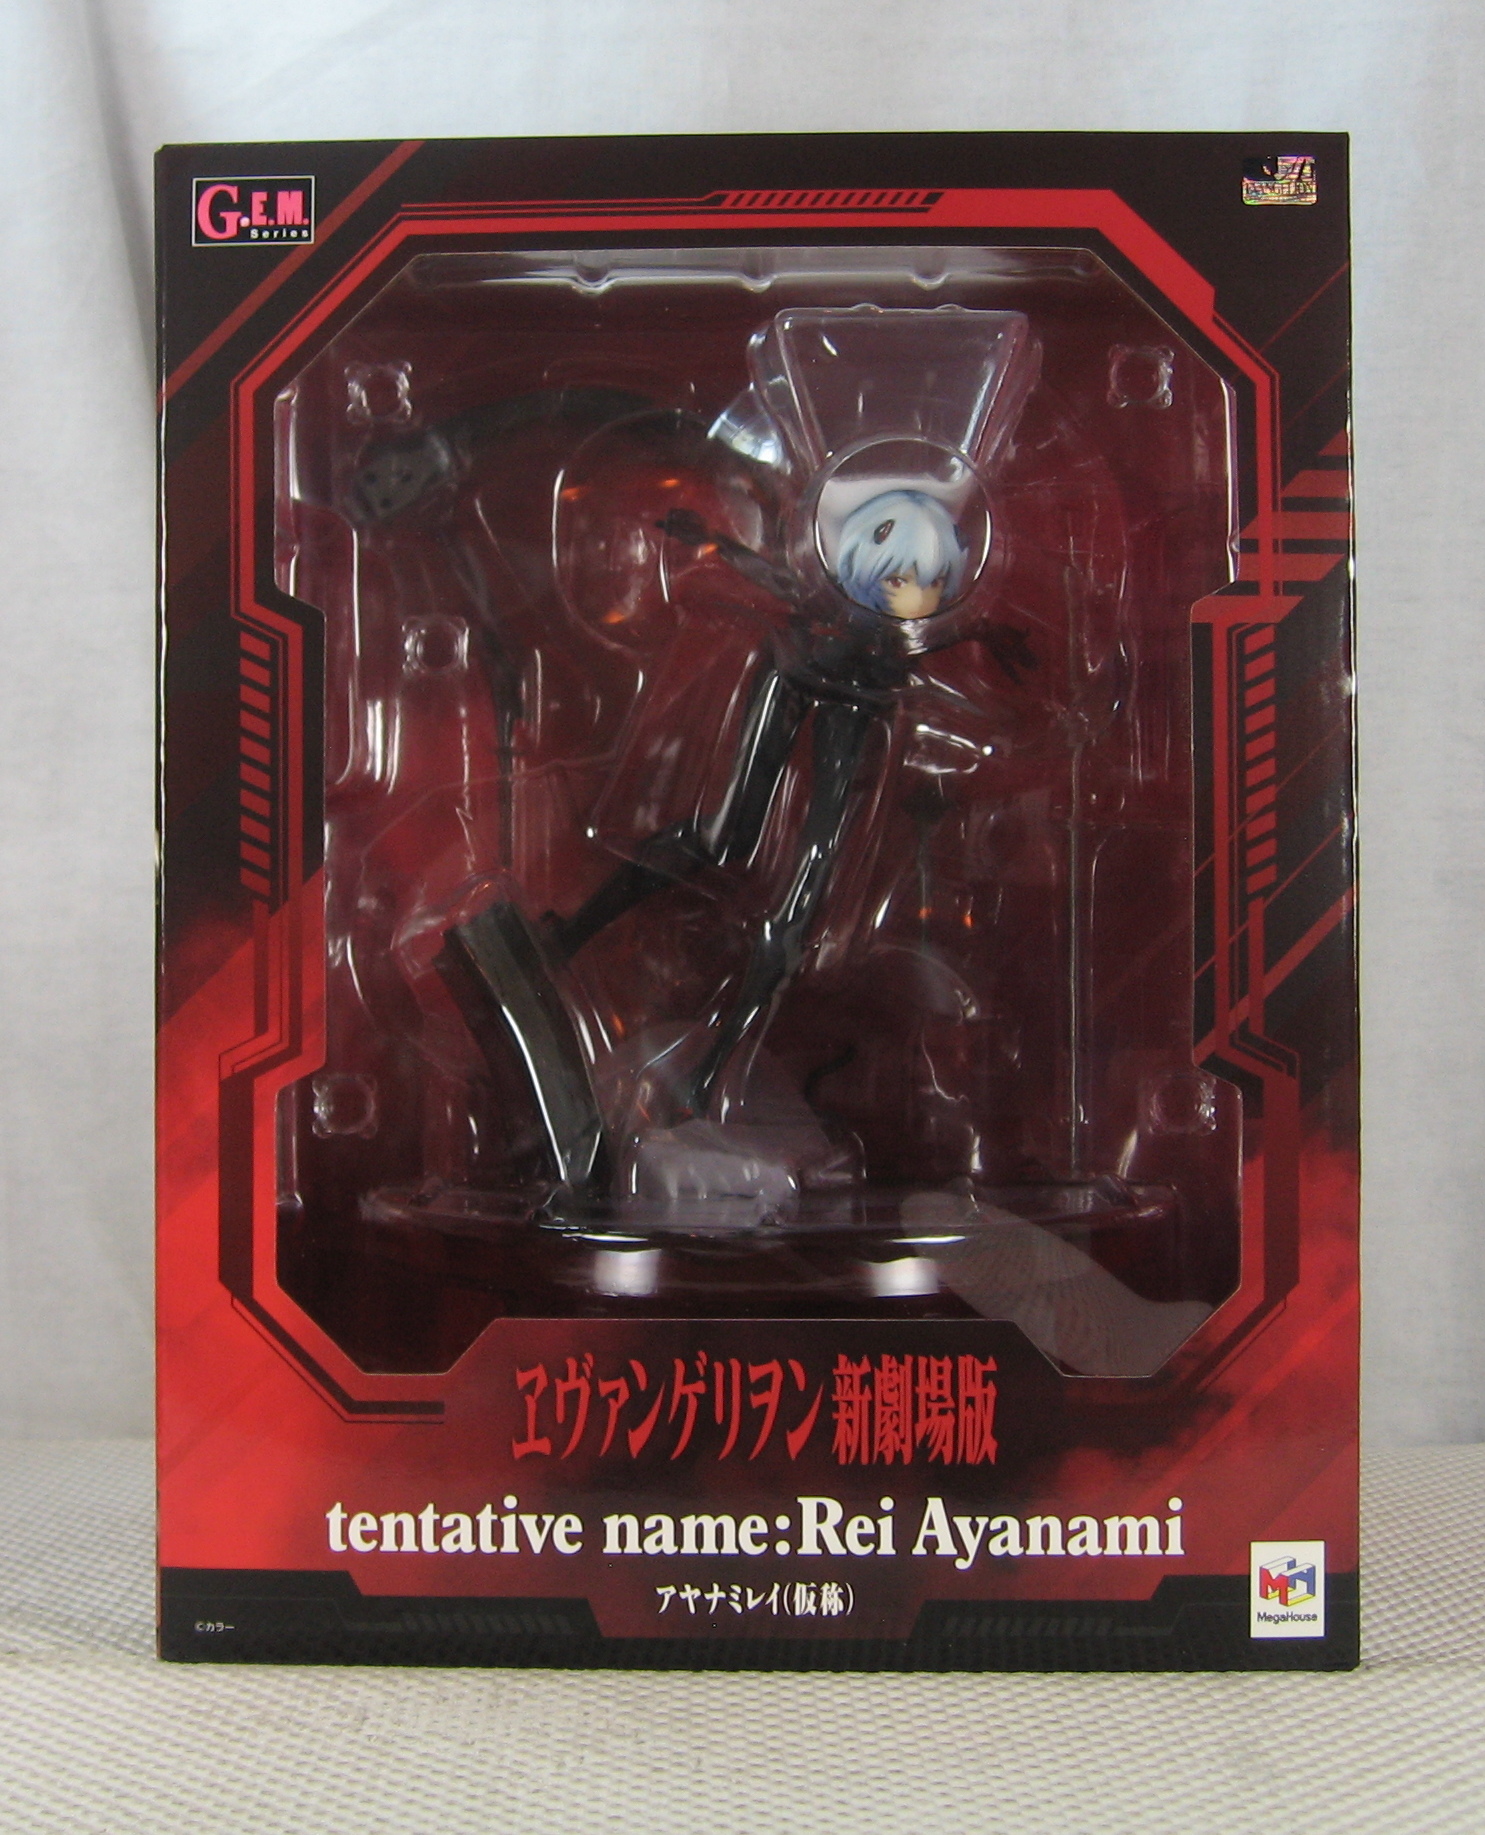 G.E.M.
Series
EVANGELION
ヱヴァンゲリヲン新劇場版
tentative name:Rei Ayanami
アヤナミレイ(仮称)
©カラー
MegaHouse